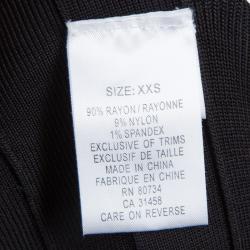 SIZE: XXS
90% RAYON/RAYONNE
9% NYLON
1% SPANDEX
EXCLUSIVE OF TRIMS
EXCLUSIF DE TAILLE
MADE IN CHINA
FABRIQUE EN CHINE
RN 80734
CA 31458
CARE ON REVERSE